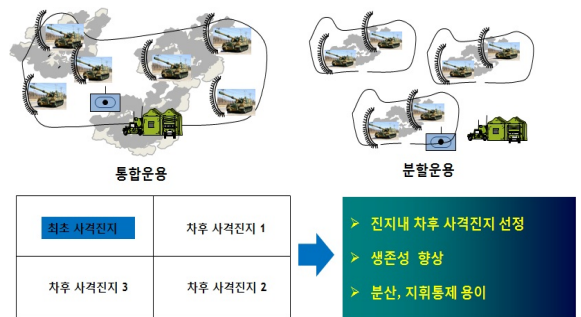 통합운용
분할운용
최초 사격진지
차후 사격진지 1
차후 사격진지 3
차후 사격진지 2
➢ 진지내 차후 사격진지 선정
➢ 생존성 향상
➢ 분산, 지휘통제 용이